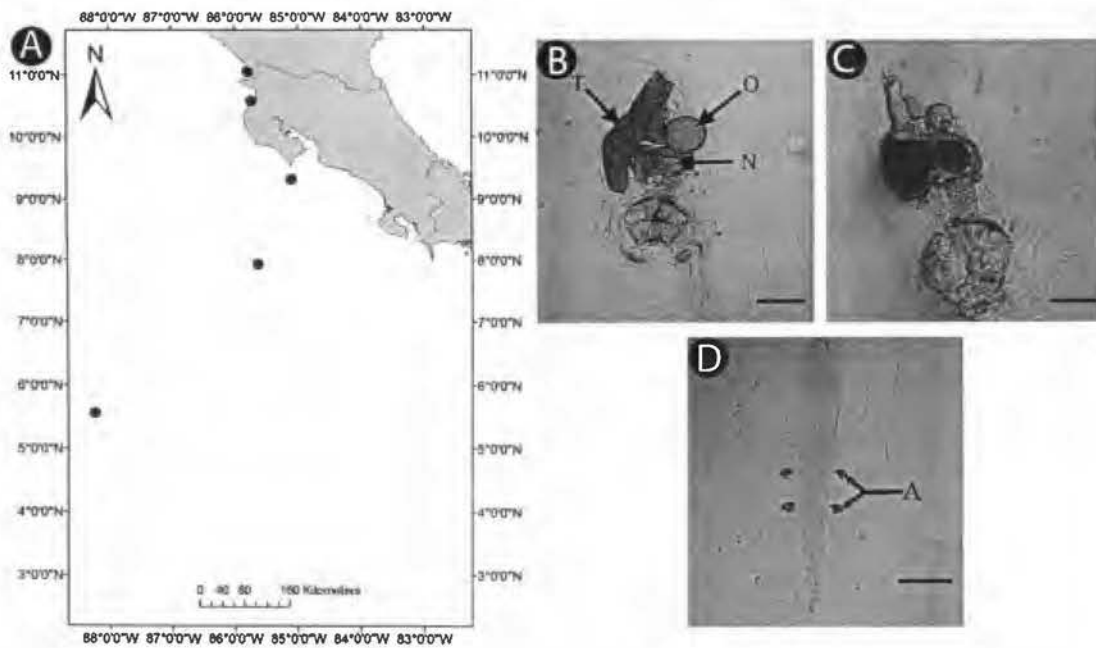 88°0'0"W 87°0'0"W 86°0'0"W 85°0'0"W 84°0'0"W 83°0'0"W
A
N
11°0'0"N 11°0'0"N
10°0'0"N 10°0'0"N
9°0'0"N 9°0'0"N
8°0'0"N 8°0'0"N
7°0'0"N 7°0'0"N
6°0'0"N 6°0'0"N
5°0'0"N 5°0'0"N
4°0'0"N 4°0'0"N
3°0'0"N 3°0'0"N
0 40 80 160 Kilometers
88°0'0"W 87°0'0"W 86°0'0"W 85°0'0"W 84°0'0"W 83°0'0"W
B
T
O
N
C
D
A